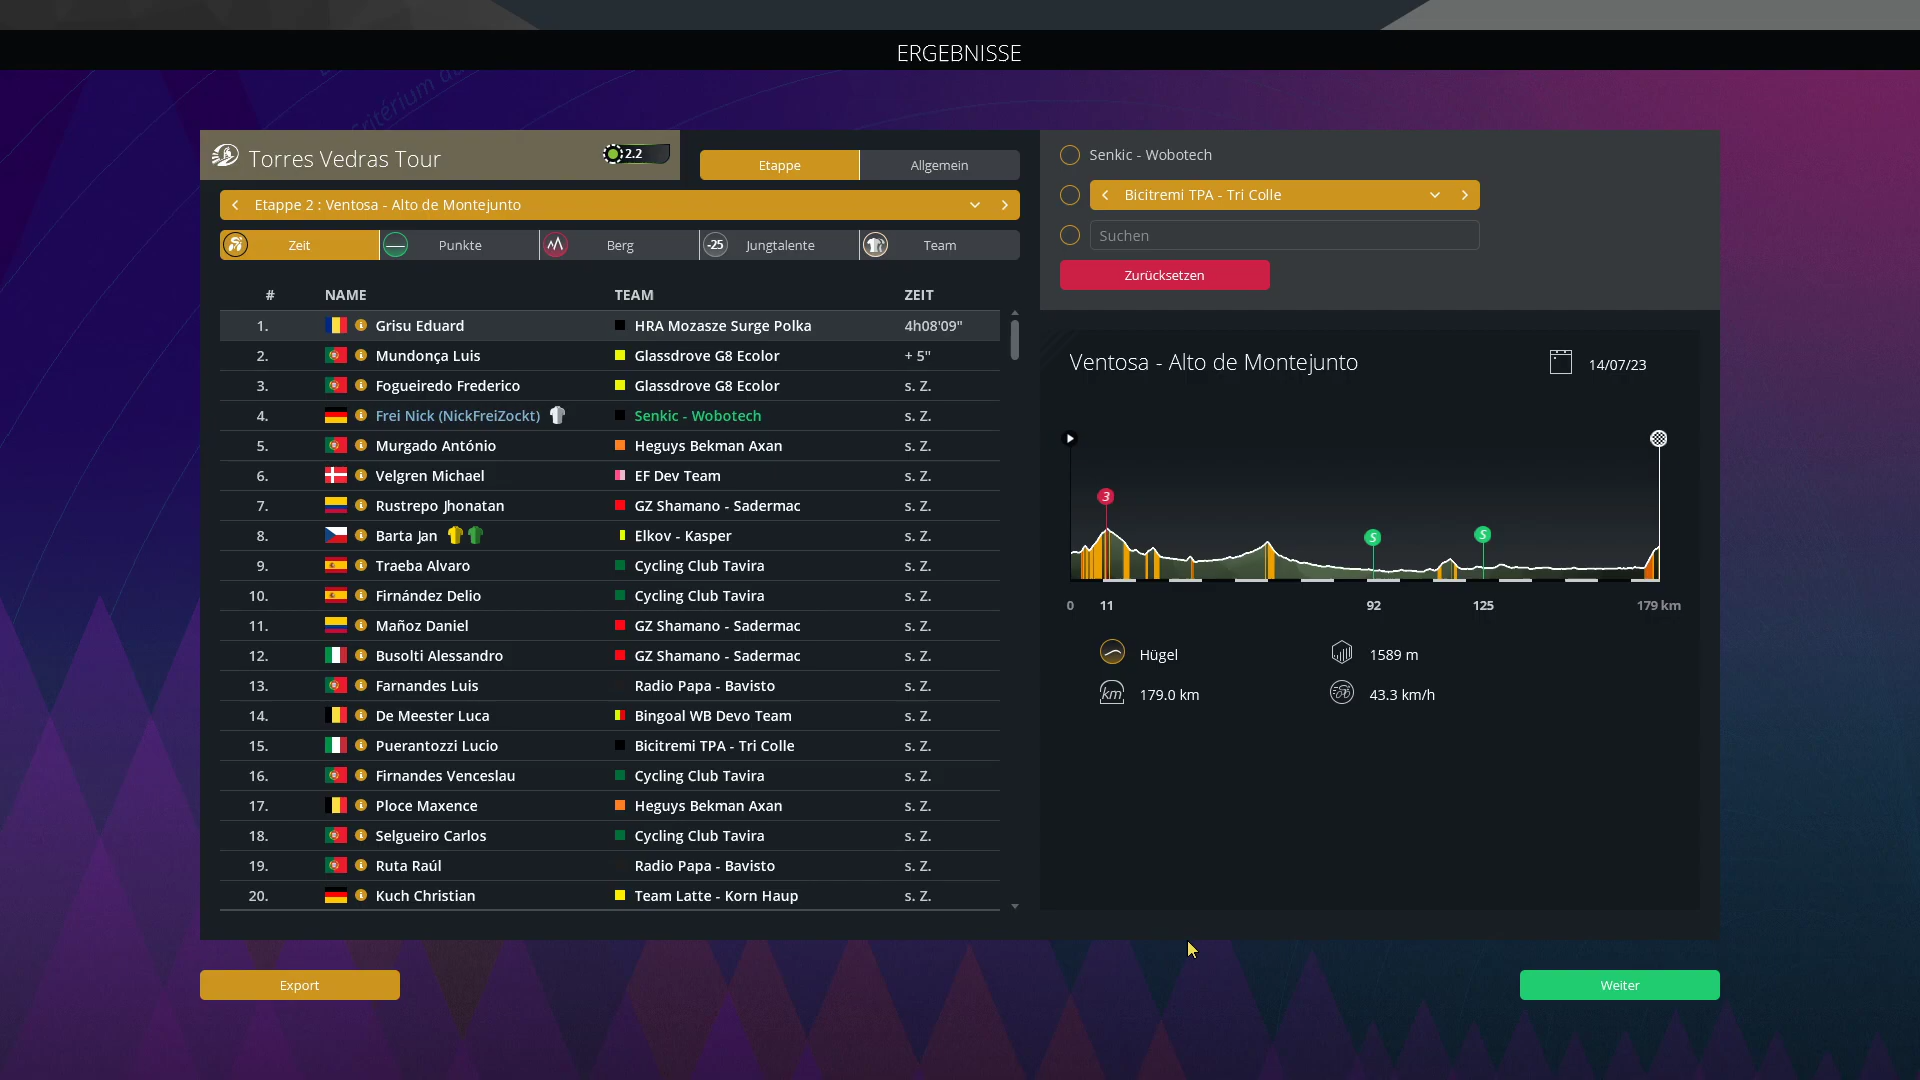 ERGEBNISSE
Critérium du
Torres Vedras Tour
2.2
Etappe
Allgemein
Etappe 2 : Ventosa - Alto de Montejunto
Zeit
Punkte
Berg
-25
Jungtalente
Team
# NAME TEAM ZEIT
1. Grisu Eduard HRA Mozasze Surge Polka 4h08'09"
2. Mundonça Luis Glassdrove G8 Ecolor + 5"
3. Fogueiredo Frederico Glassdrove G8 Ecolor s. Z.
4. Frei Nick (NickFreiZockt) Senkic - Wobotech s. Z.
5. Murgado António Heguys Bekman Axan s. Z.
6. Velgren Michael EF Dev Team s. Z.
7. Rustrepo Jhonatan GZ Shamano - Sadermac s. Z.
8. Barta Jan Elkov - Kasper s. Z.
9. Traeba Alvaro Cycling Club Tavira s. Z.
10. Firnández Delio Cycling Club Tavira s. Z.
11. Mañoz Daniel GZ Shamano - Sadermac s. Z.
12. Busolti Alessandro GZ Shamano - Sadermac s. Z.
13. Farnandes Luis Radio Papa - Bavisto s. Z.
14. De Meester Luca Bingoal WB Devo Team s. Z.
15. Puerantozzi Lucio Bicitremi TPA - Tri Colle s. Z.
16. Firnandes Venceslau Cycling Club Tavira s. Z.
17. Ploce Maxence Heguys Bekman Axan s. Z.
18. Selgueiro Carlos Cycling Club Tavira s. Z.
19. Ruta Raúl Radio Papa - Bavisto s. Z.
20. Kuch Christian Team Latte - Korn Haup s. Z.
Senkic - Wobotech
Bicitremi TPA - Tri Colle
Suchen
Zurücksetzen
Ventosa - Alto de Montejunto
14/07/23
3
S
S
0 11 92 125 179 km
Hügel
1589 m
km
179.0 km
43.3 km/h
Export
Weiter